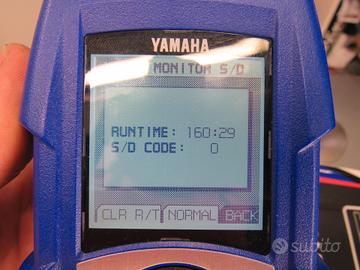 YAMAHA
MONITOR S/D
RUNTIME: 160:29
S/D CODE: 0
CLR R/T NORMAL BACK
subito